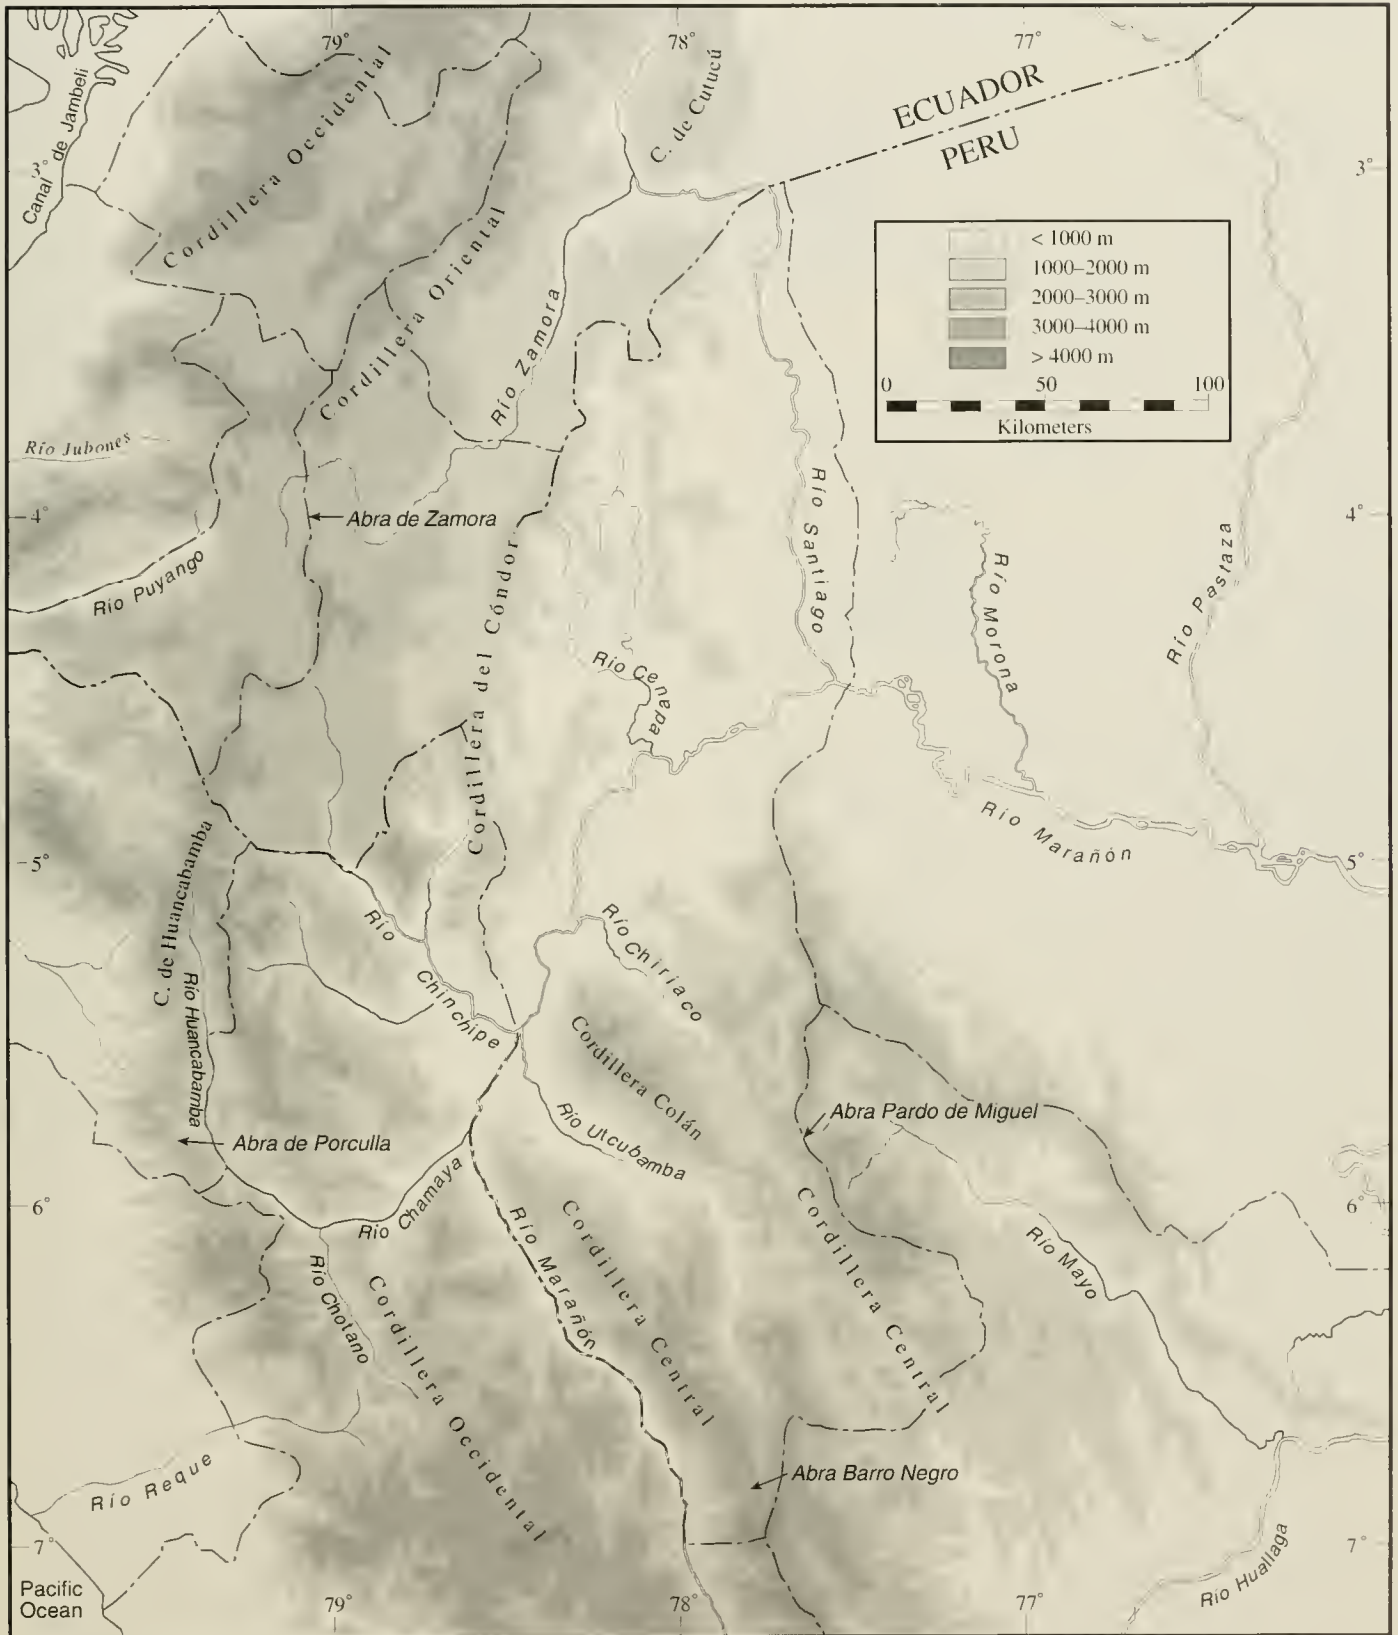 79°
78°
77°
Canal de Jambelí
3°
Cordillera Occidental
C. de Cutucú
ECUADOR
PERU
3°
< 1000 m
1000–2000 m
2000–3000 m
3000–4000 m
> 4000 m
0 50 100
Kilometers
Cordillera Oriental
Río Zamora
Río Jubones
4°
Abra de Zamora
4°
Río Puyango
Cordillera del Cóndor
Río Santiago
Río Morona
Río Pastaza
Río Cenapa
Río Marañón
5°
5°
C. de Huancabamba
Río Huancabamba
Río Chinchipe
Río Chiriaco
Cordillera Colán
Río Utcubamba
Abra de Porculla
Abra Pardo de Miguel
6°
6°
Río Chamaya
Río Chotano
Cordillera Occidental
Río Marañón
Cordillera Central
Cordillera Central
Río Mayo
Río Reque
Abra Barro Negro
7°
7°
Río Huallaga
Pacific
Ocean
79°
78°
77°